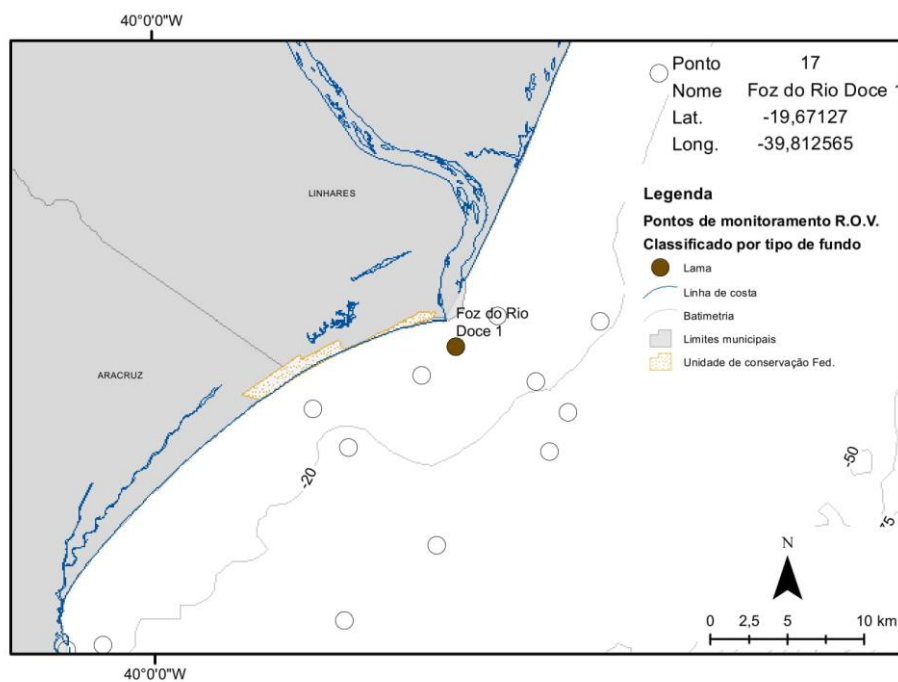 40°0'0"W
Ponto 17
Nome Foz do Rio Doce 1
Lat. -19,67127
Long. -39,812565
LINHARES
Legenda
Pontos de monitoramento R.O.V.
Classificado por tipo de fundo
Lama
Linha de costa
Batimetria
Limites municipais
Unidade de conservação Fed.
Foz do Rio
Doce 1
ARACRUZ
-20
-50
75
N
0 2,5 5 10 km
40°0'0"W